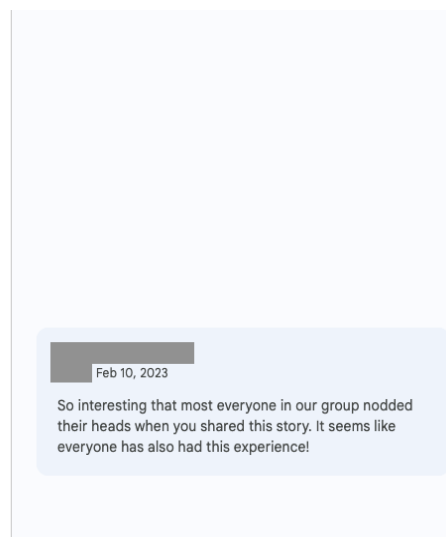 Feb 10, 2023
So interesting that most everyone in our group nodded
their heads when you shared this story. It seems like
everyone has also had this experience!